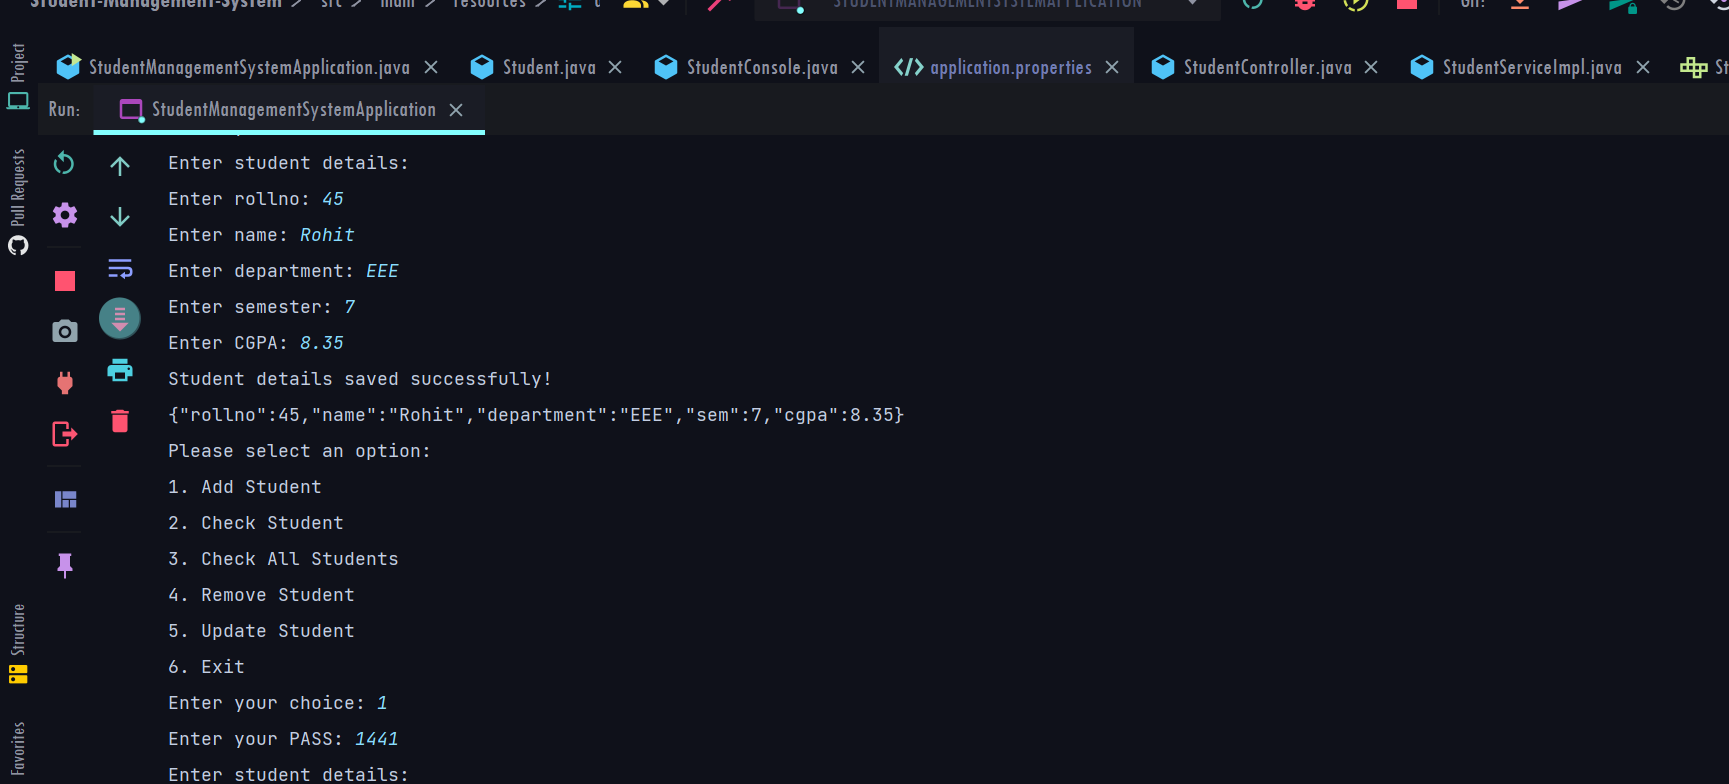 Student-Management-System > src > main > resources
STUDENTMANAGEMENTSYSTEMAPPLICATION
Git:
Project
Pull Requests
Structure
Favorites
StudentManagementSystemApplication.java
Student.java
StudentConsole.java
application.properties
StudentController.java
StudentServiceImpl.java
St
Run:
StudentManagementSystemApplication
Enter student details:
Enter rollno: 45
Enter name: Rohit
Enter department: EEE
Enter semester: 7
Enter CGPA: 8.35
Student details saved successfully!
{"rollno":45,"name":"Rohit","department":"EEE","sem":7,"cgpa":8.35}
Please select an option:
1. Add Student
2. Check Student
3. Check All Students
4. Remove Student
5. Update Student
6. Exit
Enter your choice: 1
Enter your PASS: 1441
Enter student details: